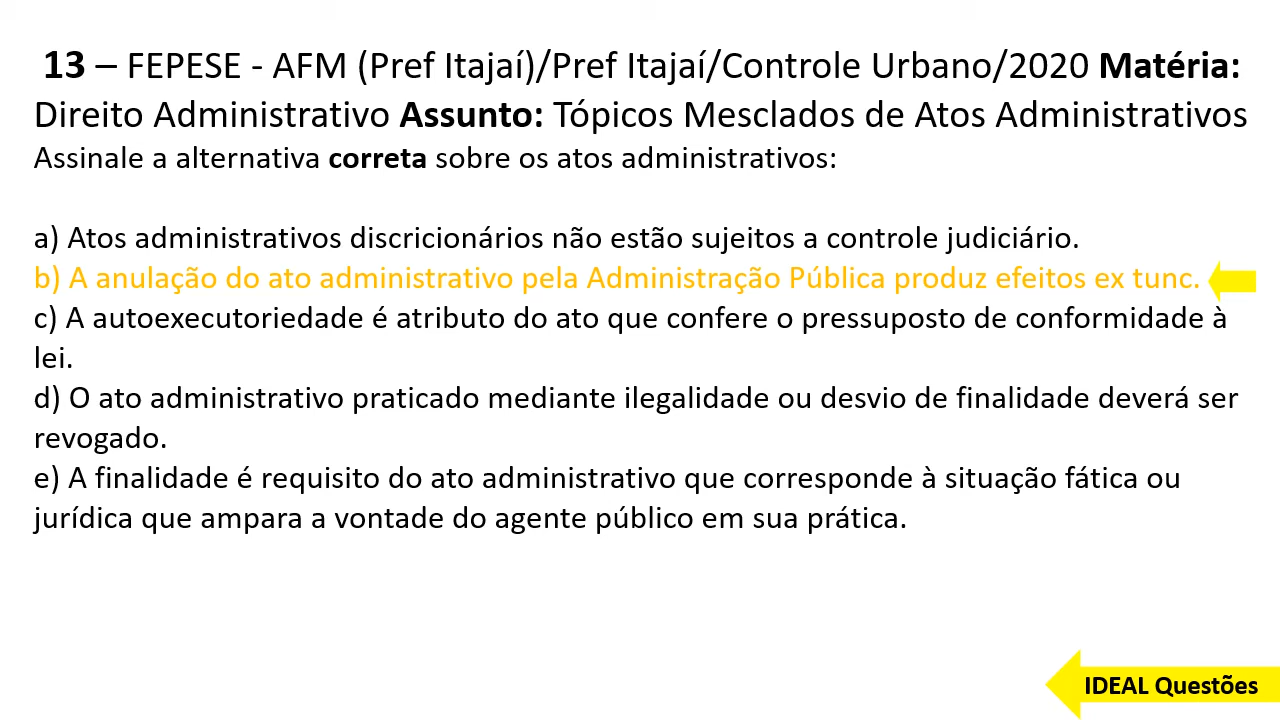 13 – FEPESE - AFM (Pref Itajaí)/Pref Itajaí/Controle Urbano/2020 Matéria:
Direito Administrativo Assunto: Tópicos Mesclados de Atos Administrativos
Assinale a alternativa correta sobre os atos administrativos:
a) Atos administrativos discricionários não estão sujeitos a controle judiciário.
b) A anulação do ato administrativo pela Administração Pública produz efeitos ex tunc.
c) A autoexecutoriedade é atributo do ato que confere o pressuposto de conformidade à
lei.
d) O ato administrativo praticado mediante ilegalidade ou desvio de finalidade deverá ser
revogado.
e) A finalidade é requisito do ato administrativo que corresponde à situação fática ou
jurídica que ampara a vontade do agente público em sua prática.
IDEAL Questões